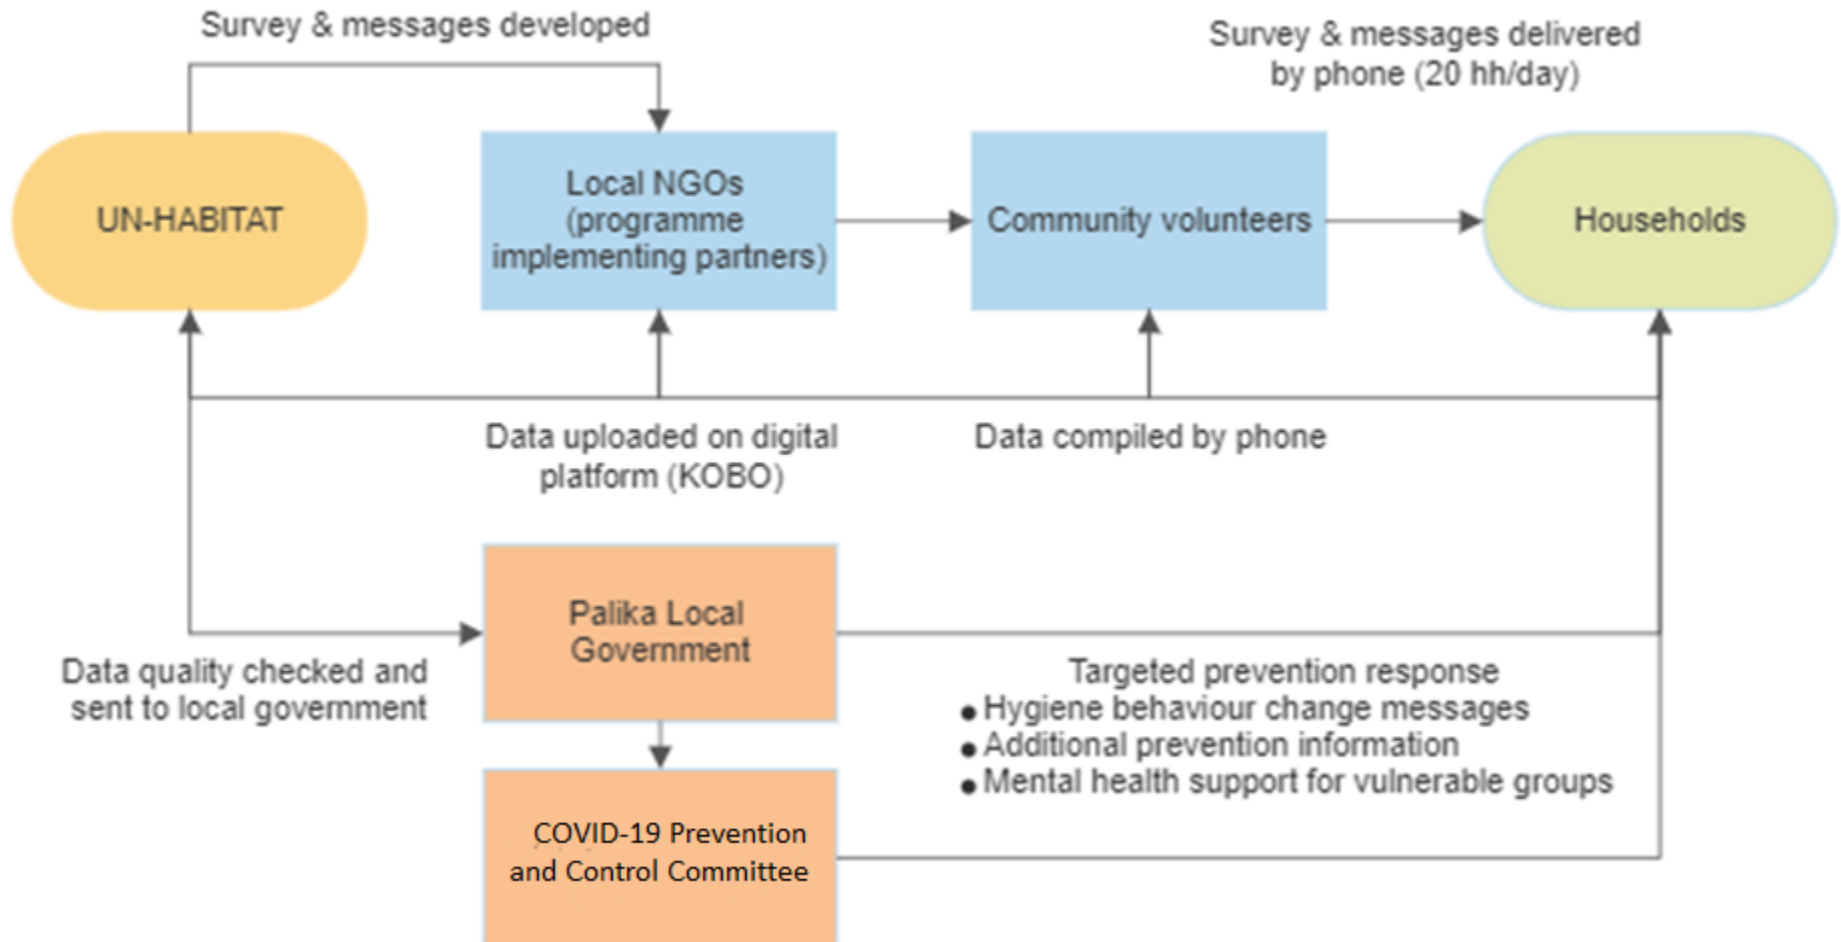 Survey & messages developed
Survey & messages delivered
by phone (20 hh/day)
UN-HABITAT
Local NGOs
(programme
implementing partners)
Community volunteers
Households
Data uploaded on digital
platform (KOBO)
Data compiled by phone
Palika Local
Government
Data quality checked and
sent to local government
Targeted prevention response
● Hygiene behaviour change messages
● Additional prevention information
● Mental health support for vulnerable groups
COVID-19 Prevention
and Control Committee